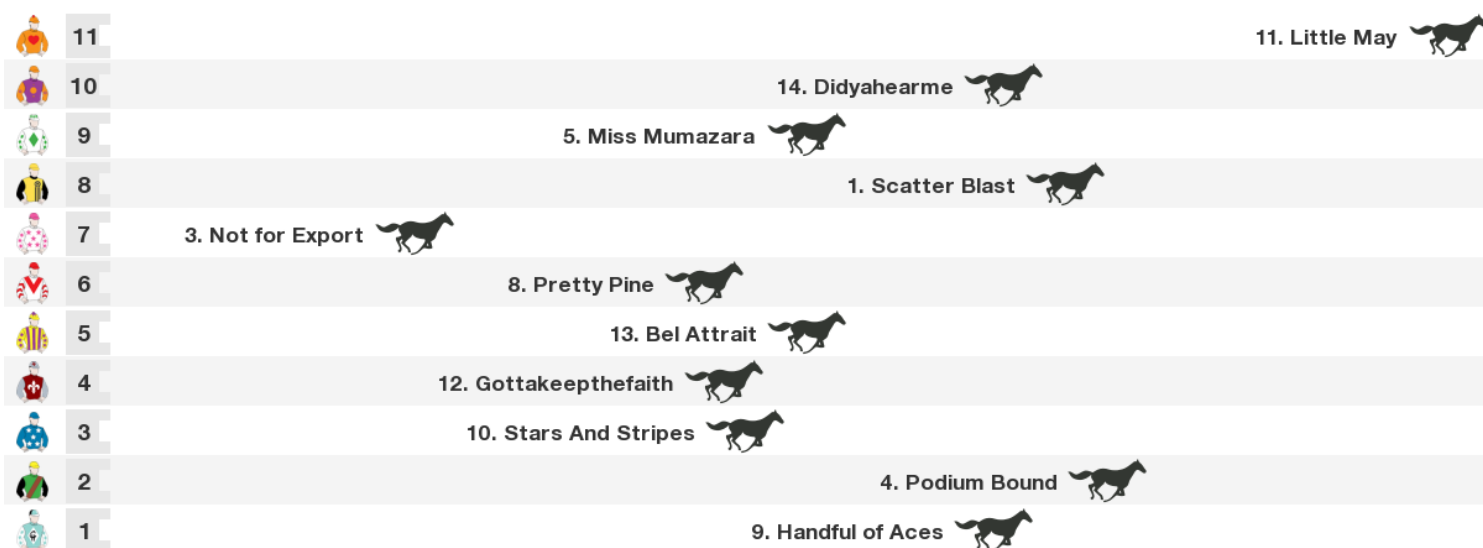 11 11. Little May
10 14. Didyahearme
9 5. Miss Mumazara
8 1. Scatter Blast
7 3. Not for Export
6 8. Pretty Pine
5 13. Bel Attrait
4 12. Gottakeepthefaith
3 10. Stars And Stripes
2 4. Podium Bound
1 9. Handful of Aces